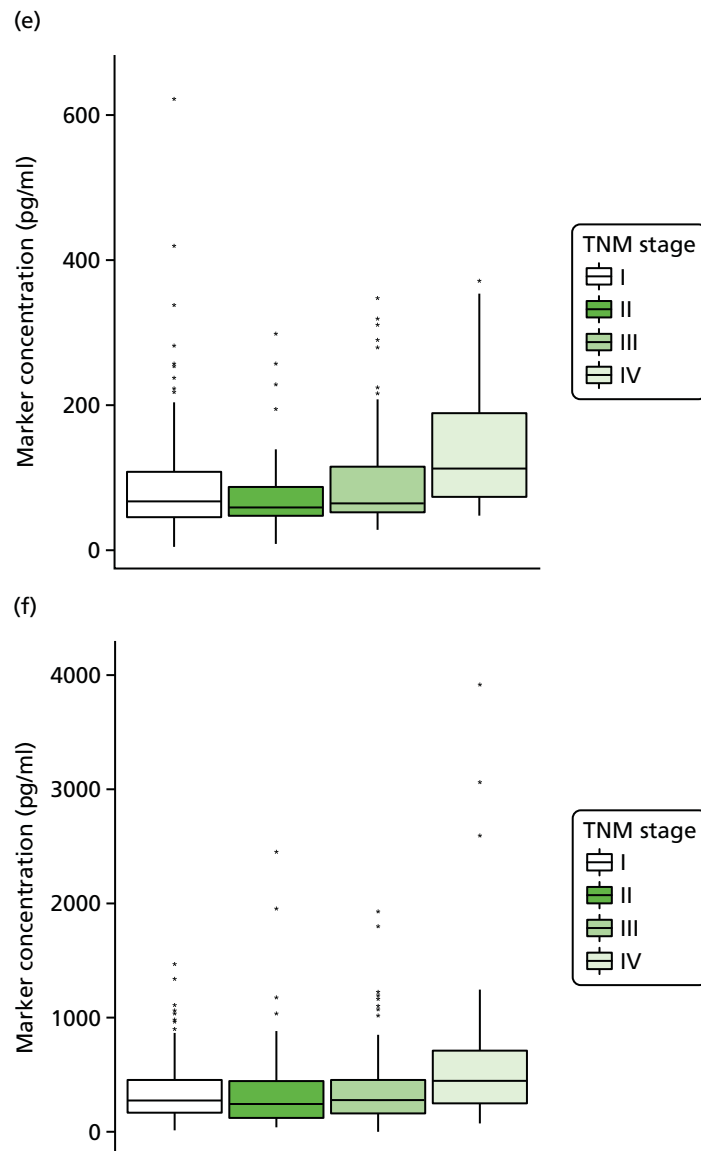 (e)
600
400
200
0
Marker concentration (pg/ml)
TNM stage
I
II
III
IV
(f)
4000
3000
2000
1000
0
Marker concentration (pg/ml)
TNM stage
I
II
III
IV